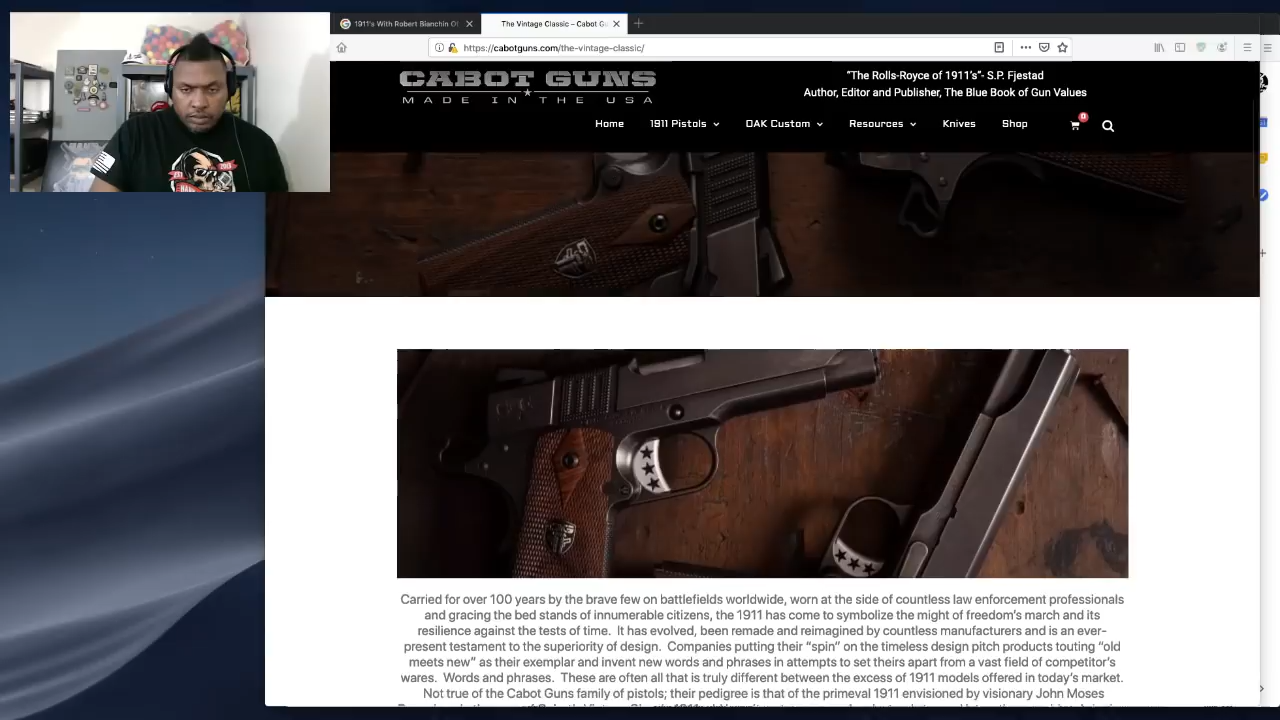 1911's With Robert Bianchin Of
The Vintage Classic – Cabot Gu
https://cabotguns.com/the-vintage-classic/
CABOT GUNS
MADE IN THE USA
"The Rolls-Royce of 1911's"- S.P. Fjestad
Author, Editor and Publisher, The Blue Book of Gun Values
Home 1911 Pistols OAK Custom Resources Knives Shop 0
Carried for over 100 years by the brave few on battlefields worldwide, worn at the side of countless law enforcement professionals
and gracing the bed stands of innumerable citizens, the 1911 has come to symbolize the might of freedom's march and its
resilience against the tests of time. It has evolved, been remade and reimagined by countless manufacturers and is an ever-
present testament to the superiority of design. Companies putting their "spin" on the timeless design pitch products touting "old
meets new" as their exemplar and invent new words and phrases in attempts to set theirs apart from a vast field of competitor's
wares. Words and phrases. These are often all that is truly different between the excess of 1911 models offered in today's market.
Not true of the Cabot Guns family of pistols; their pedigree is that of the primeval 1911 envisioned by visionary John Moses